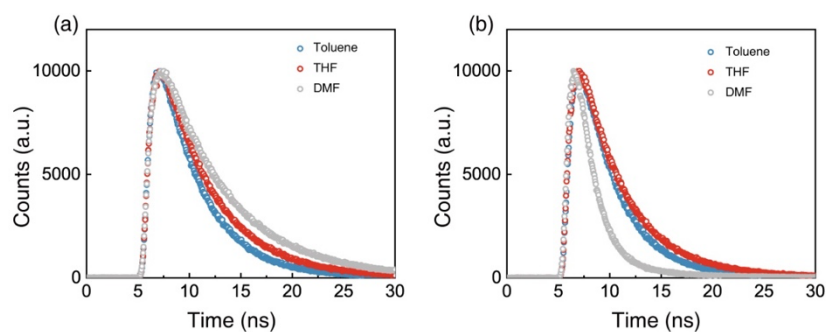 (a)
Toluene
THF
DMF
10000
5000
0
Counts (a.u.)
0 5 10 15 20 25 30
Time (ns)
(b)
Toluene
THF
DMF
10000
5000
0
Counts (a.u.)
0 5 10 15 20 25 30
Time (ns)